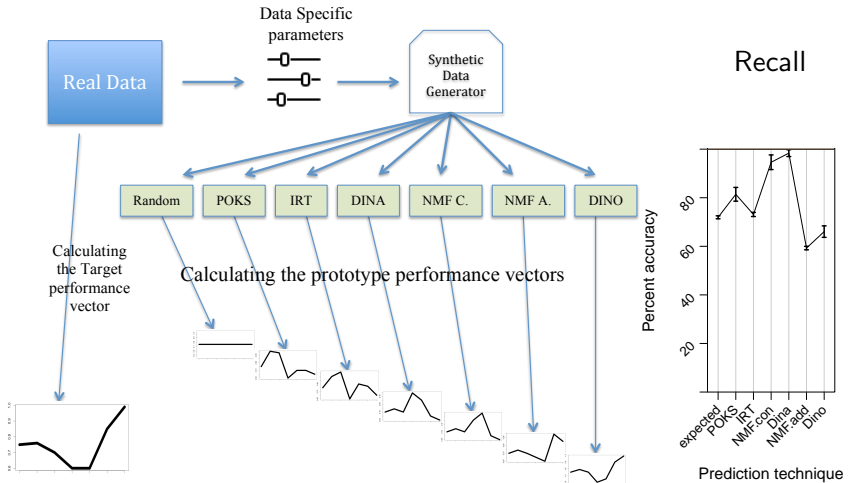 Data Specific
parameters
Real Data
Synthetic
Data
Generator
Random
POKS
IRT
DINA
NMF C.
NMF A.
DINO
Calculating
the Target
performance
vector
Calculating the prototype performance vectors
Recall
Percent accuracy
80
60
40
20
expected
POKS
IRT
NMF.con
Dina
NMF.add
Dino
Prediction technique